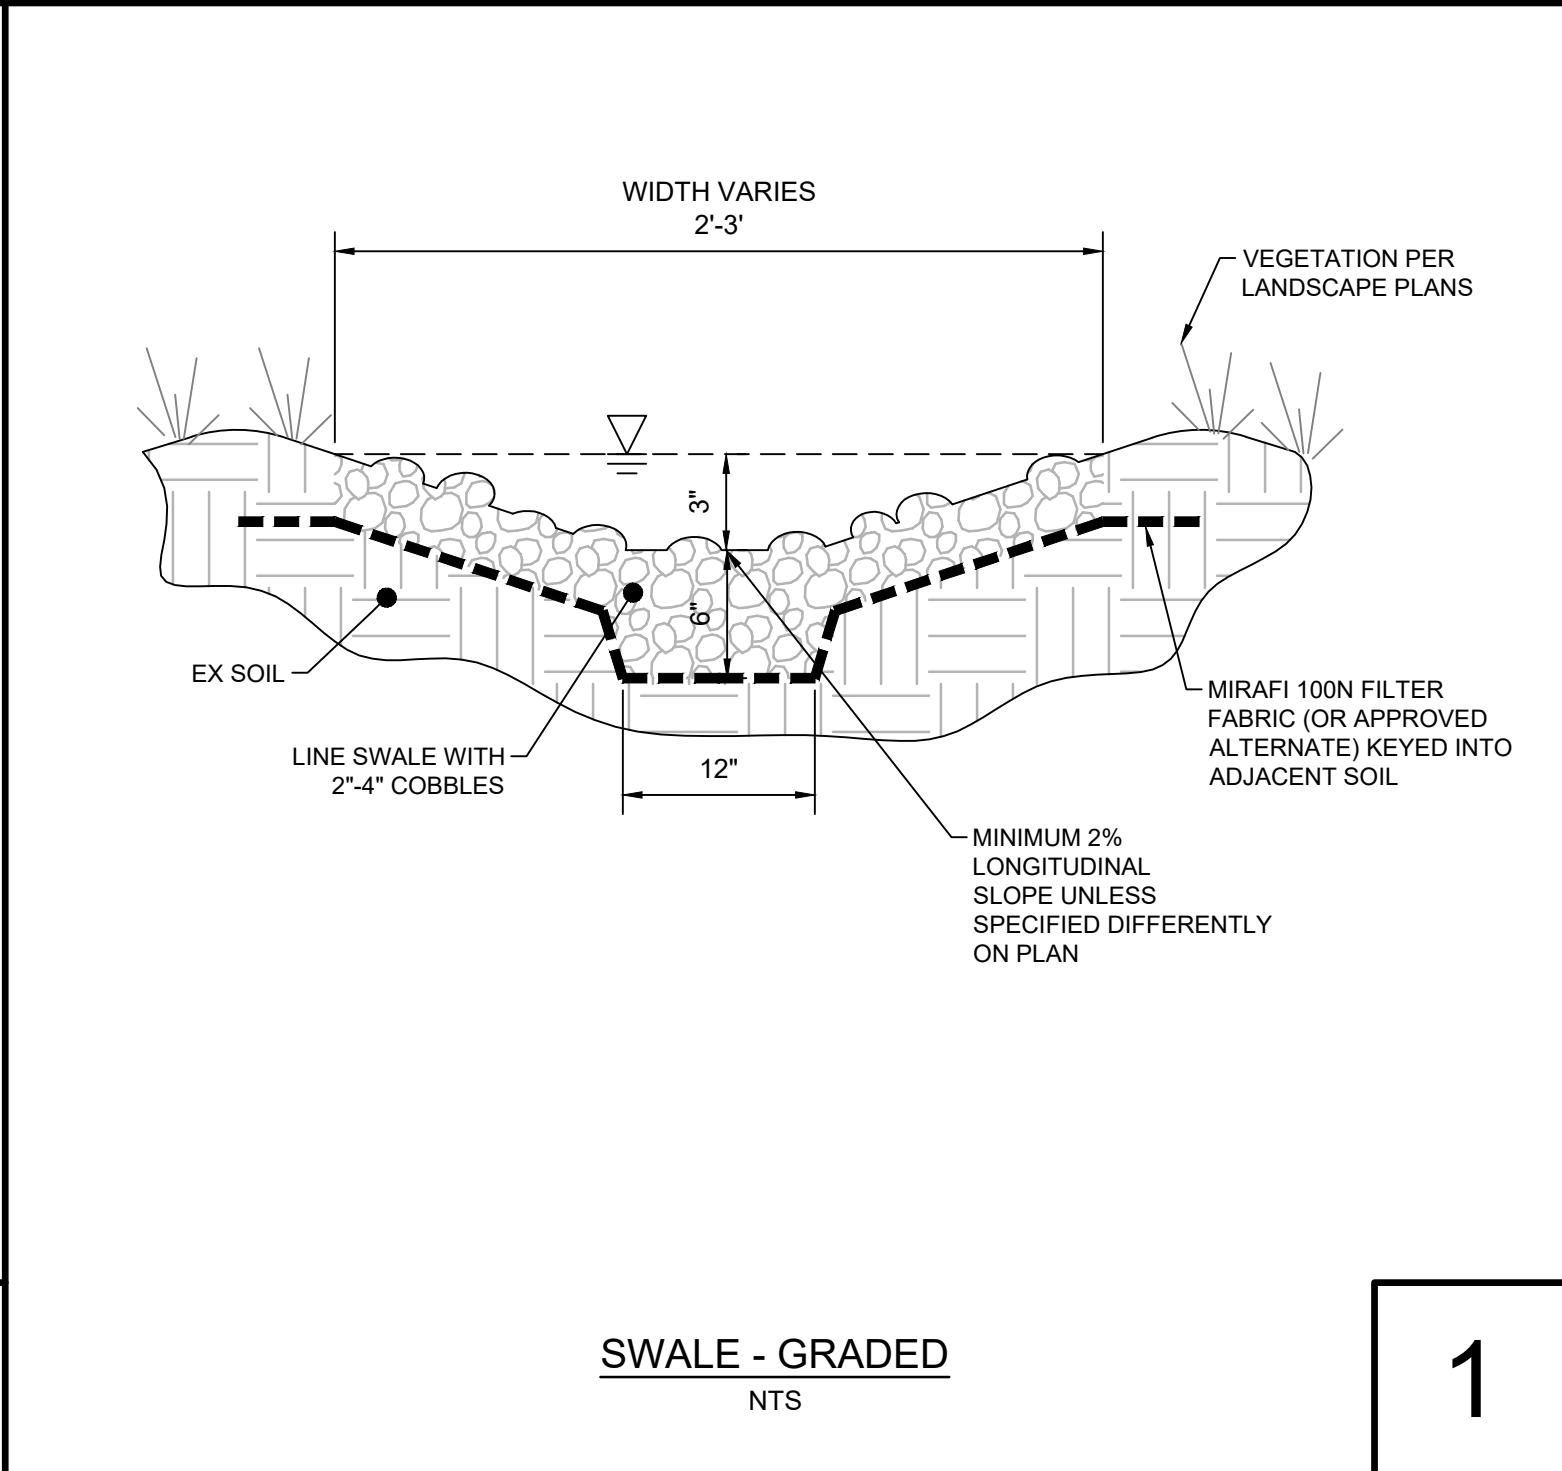 WIDTH VARIES
2'-3'
VEGETATION PER
LANDSCAPE PLANS
3"
6"
EX SOIL
LINE SWALE WITH
2"-4" COBBLES
12"
MIRAFI 100N FILTER
FABRIC (OR APPROVED
ALTERNATE) KEYED INTO
ADJACENT SOIL
MINIMUM 2%
LONGITUDINAL
SLOPE UNLESS
SPECIFIED DIFFERENTLY
ON PLAN
SWALE - GRADED
NTS
1